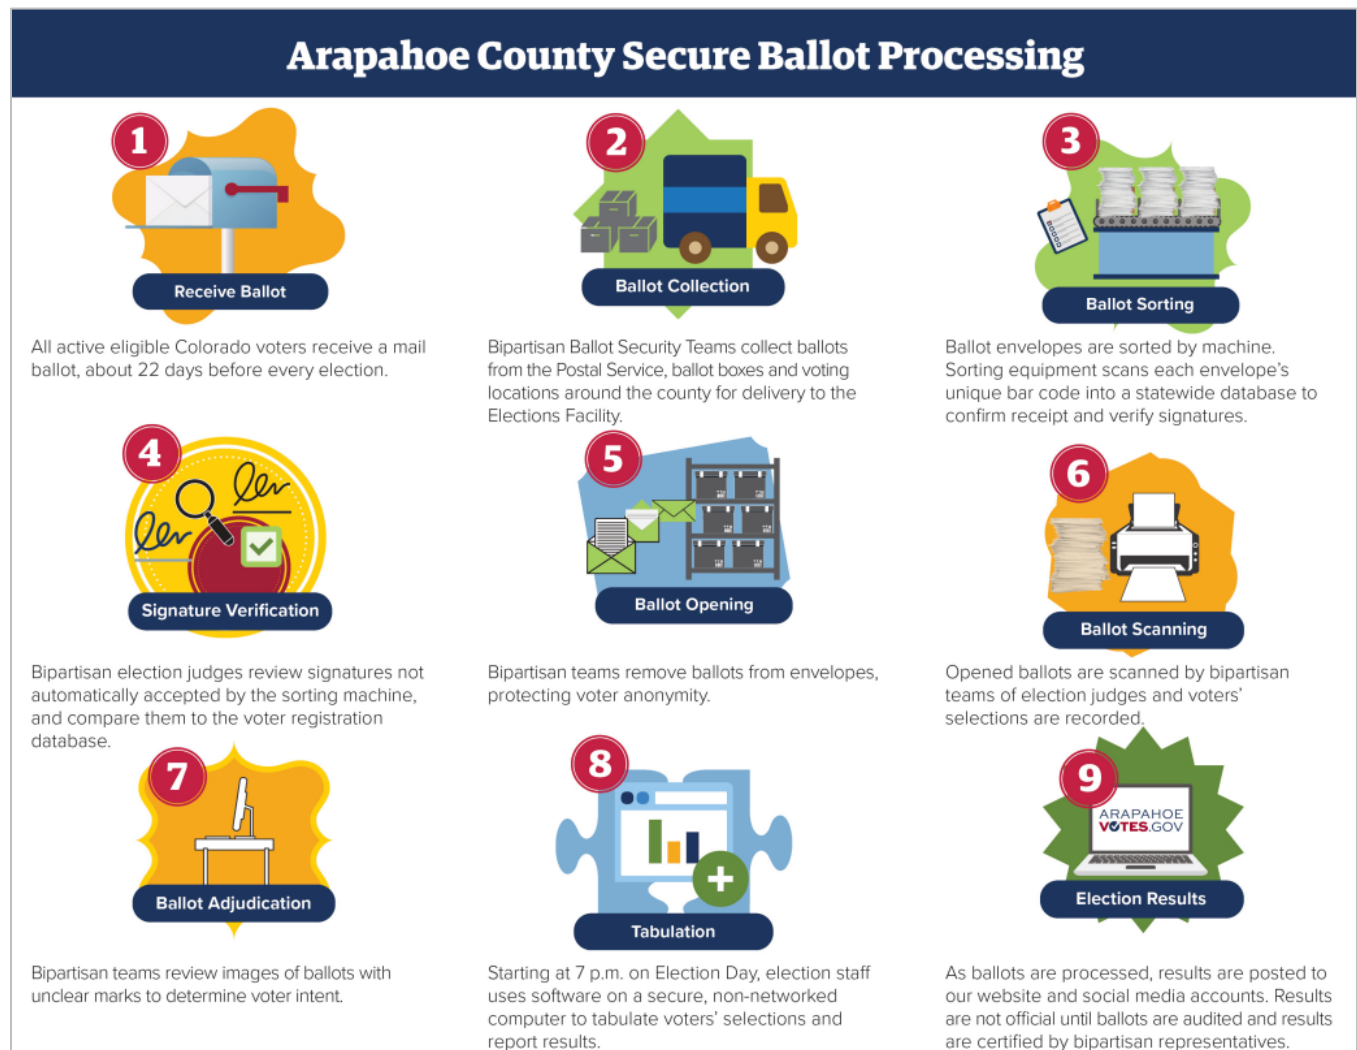 Arapahoe County Secure Ballot Processing
1
Receive Ballot
All active eligible Colorado voters receive a mail
ballot, about 22 days before every election.
2
Ballot Collection
Bipartisan Ballot Security Teams collect ballots
from the Postal Service, ballot boxes and voting
locations around the county for delivery to the
Elections Facility.
3
Ballot Sorting
Ballot envelopes are sorted by machine.
Sorting equipment scans each envelope's
unique bar code into a statewide database to
confirm receipt and verify signatures.
4
Signature Verification
Bipartisan election judges review signatures not
automatically accepted by the sorting machine,
and compare them to the voter registration
database.
5
Ballot Opening
Bipartisan teams remove ballots from envelopes,
protecting voter anonymity.
6
Ballot Scanning
Opened ballots are scanned by bipartisan
teams of election judges and voters'
selections are recorded.
7
Ballot Adjudication
Bipartisan teams review images of ballots with
unclear marks to determine voter intent.
8
Tabulation
Starting at 7 p.m. on Election Day, election staff
uses software on a secure, non-networked
computer to tabulate voters' selections and
report results.
9
ARAPAHOE
VOTES.GOV
Election Results
As ballots are processed, results are posted to
our website and social media accounts. Results
are not official until ballots are audited and results
are certified by bipartisan representatives.